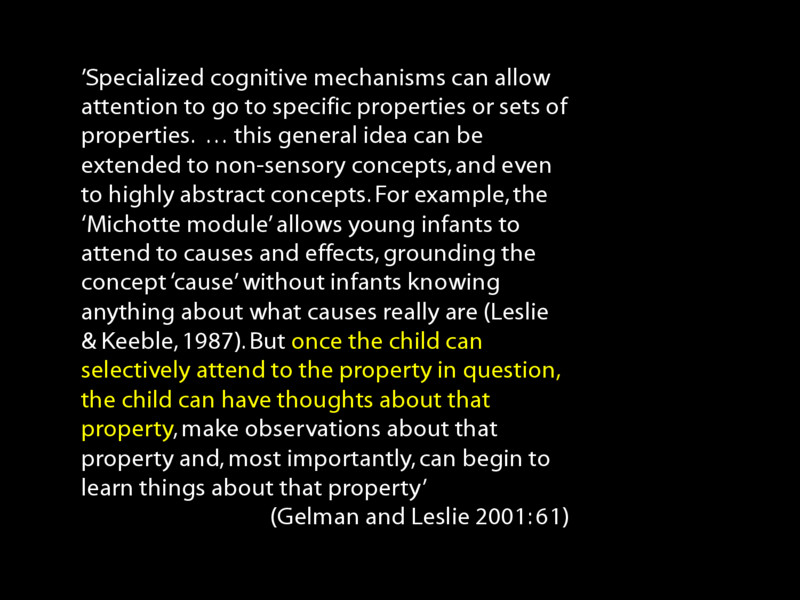 ‘Specialized cognitive mechanisms can allow
attention to go to specific properties or sets of
properties.  … this general idea can be
extended to non-sensory concepts, and even
to highly abstract concepts. For example, the
‘Michotte module’ allows young infants to
attend to causes and effects, grounding the
concept ‘cause’ without infants knowing
anything about what causes really are (Leslie
& Keeble, 1987). But once the child can
selectively attend to the property in question,
the child can have thoughts about that
property, make observations about that
property and, most importantly, can begin to
learn things about that property’
(Gelman and Leslie 2001: 61)